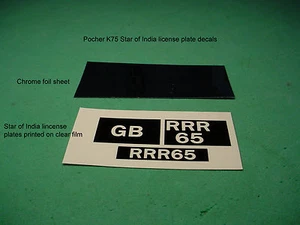 Pocher K75 Star of India license plate decals
Chrome foil sheet
Star of India lincense
plates printed on clear film
GB
RRR
65
RRR65